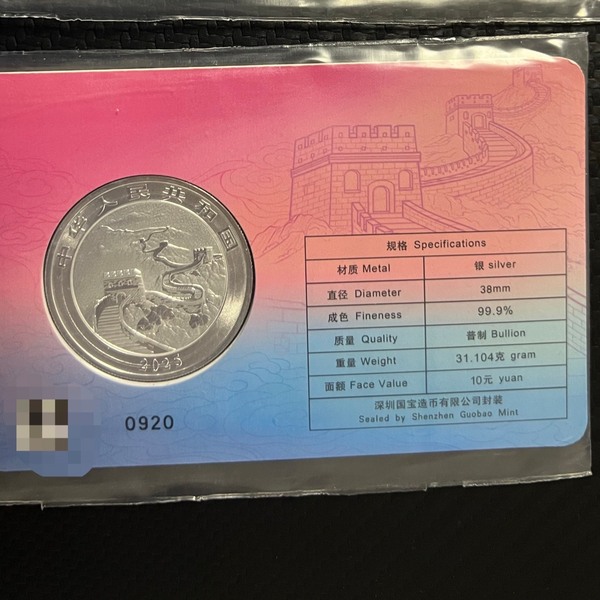 中华人民共和国
2025
0920
规格 Specifications
材质 Metal 银 silver
直径 Diameter 38mm
成色 Fineness 99.9%
质量 Quality 普制 Bullion
重量 Weight 31.104克 gram
面额 Face Value 10元 yuan
深圳国宝造币有限公司封装
Sealed by Shenzhen Guobao Mint